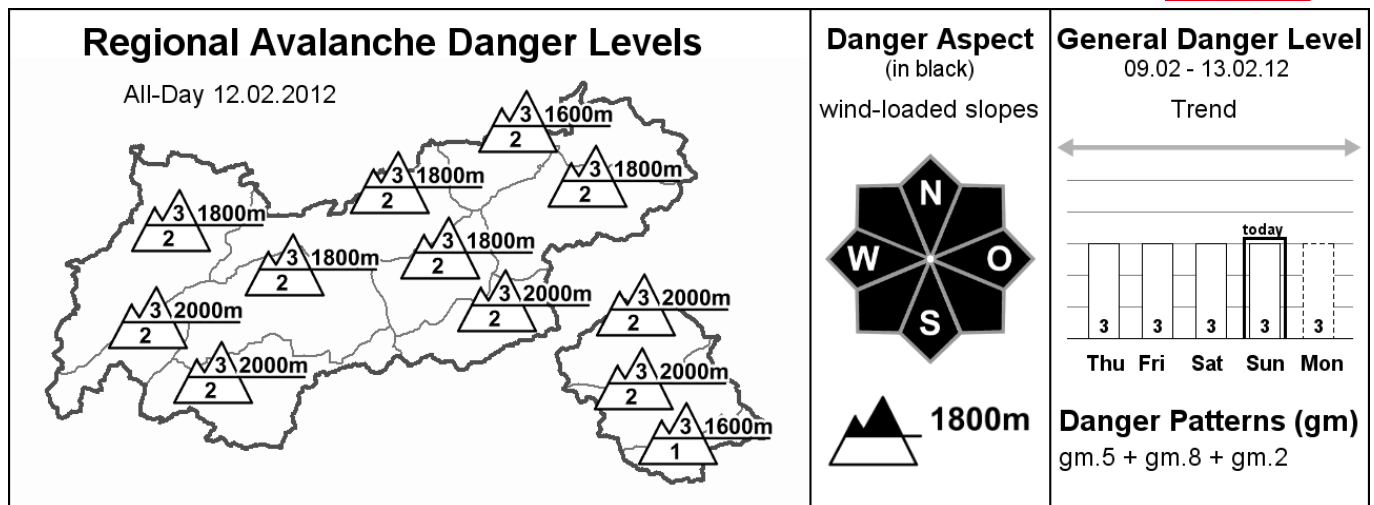 Regional Avalanche Danger Levels
All-Day 12.02.2012
3 1600m
2
3 1800m
2
3 1800m
2
3 1800m
2
3 1800m
2
3 1800m
2
3 2000m
2
3 2000m
2
3 2000m
2
3 2000m
2
3 2000m
2
3 1600m
1
Danger Aspect
(in black)
wind-loaded slopes
N
W O
S
1800m
General Danger Level
09.02 - 13.02.12
Trend
today
3 3 3 3 3
Thu Fri Sat Sun Mon
Danger Patterns (gm)
gm.5 + gm.8 + gm.2